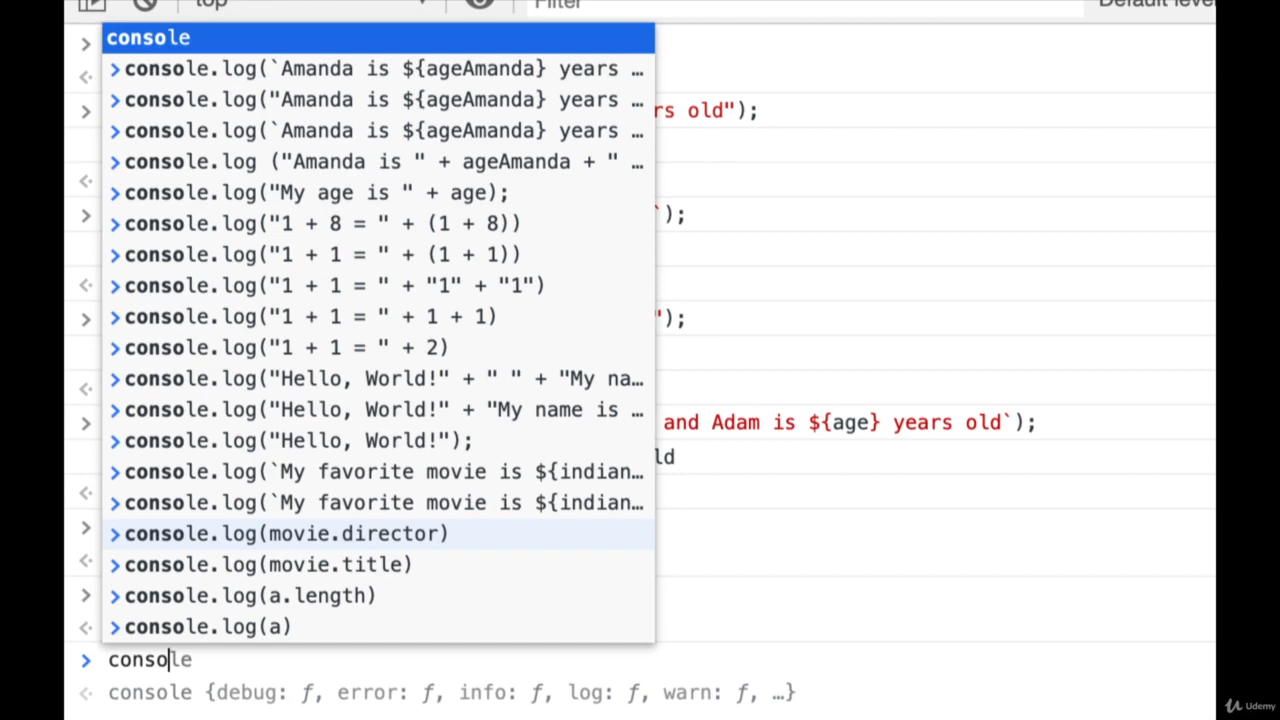 top
Filter
Default level
console
console.log(`Amanda is ${ageAmanda} years …
console.log("Amanda is ${ageAmanda} years …
rs old");
console.log(`Amanda is ${ageAmanda} years …
console.log ("Amanda is " + ageAmanda + " …
console.log("My age is " + age);
`);
console.log("1 + 8 = " + (1 + 8))
console.log("1 + 1 = " + (1 + 1))
console.log("1 + 1 = " + "1" + "1")
console.log("1 + 1 = " + 1 + 1)
");
console.log("1 + 1 = " + 2)
console.log("Hello, World!" + " " + "My na…
console.log("Hello, World!" + "My name is …
and Adam is ${age} years old`);
console.log("Hello, World!");
ld
console.log(`My favorite movie is ${indian…
console.log(`My favorite movie is ${indian…
console.log(movie.director)
console.log(movie.title)
console.log(a.length)
console.log(a)
console
console {debug: ƒ, error: ƒ, info: ƒ, log: ƒ, warn: ƒ, …}
Udemy